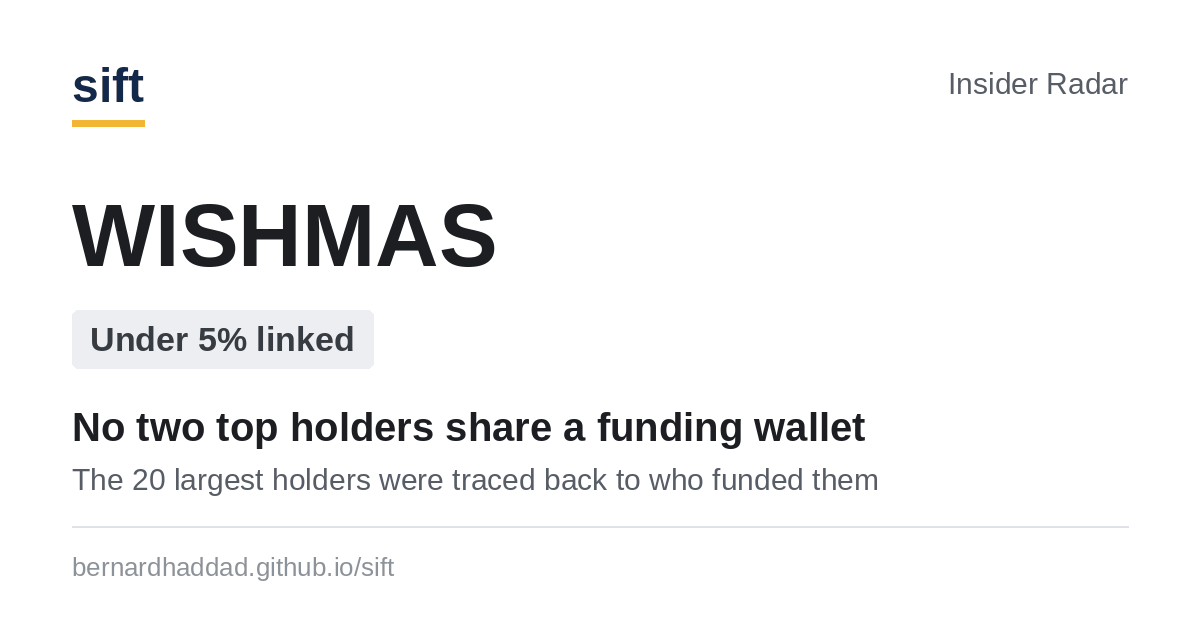 sift
Insider Radar
WISHMAS
Under 5% linked
No two top holders share a funding wallet
The 20 largest holders were traced back to who funded them
bernardhaddad.github.io/sift